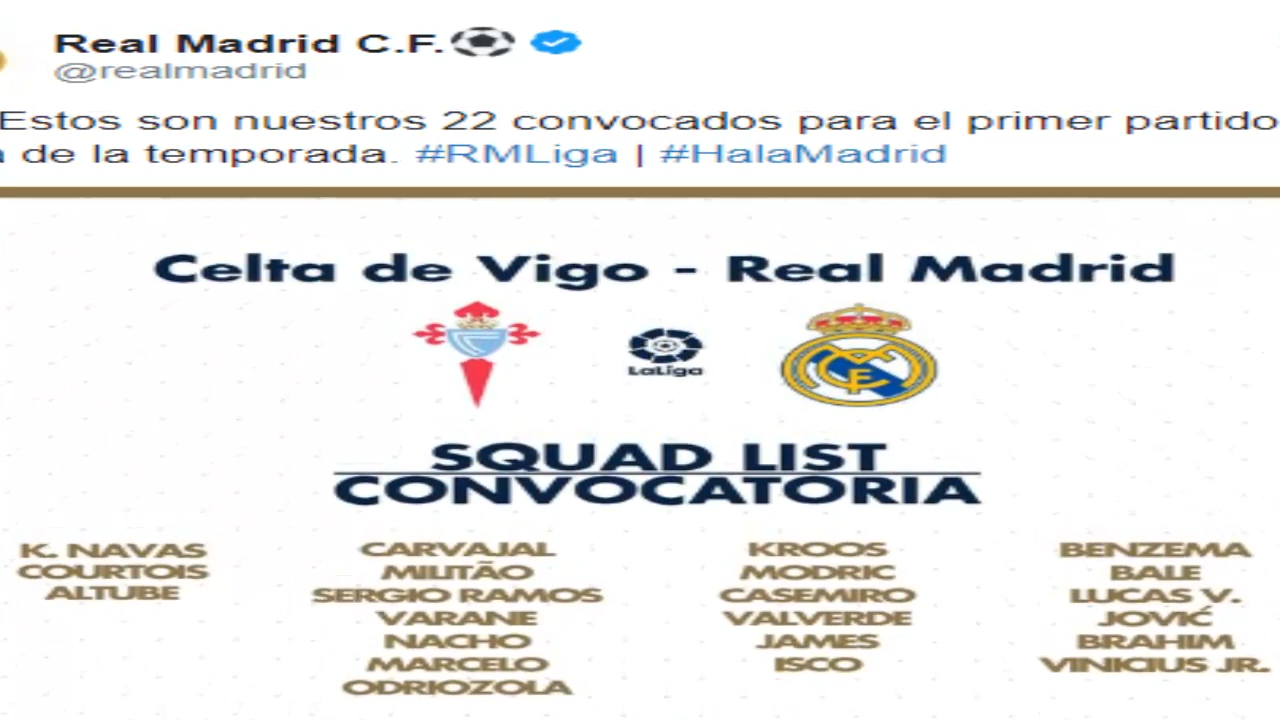 Real Madrid C.F.
@realmadrid
Estos son nuestros 22 convocados para el primer partido
de la temporada. #RMLiga | #HalaMadrid
Celta de Vigo - Real Madrid
LaLiga
SQUAD LIST
CONVOCATORIA
K. NAVAS
COURTOIS
ALTUBE
CARVAJAL
MILITÃO
SERGIO RAMOS
VARANE
NACHO
MARCELO
ODRIOZOLA
KROOS
MODRIC
CASEMIRO
VALVERDE
JAMES
ISCO
BENZEMA
BALE
LUCAS V.
JOVIĆ
BRAHIM
VINICIUS JR.